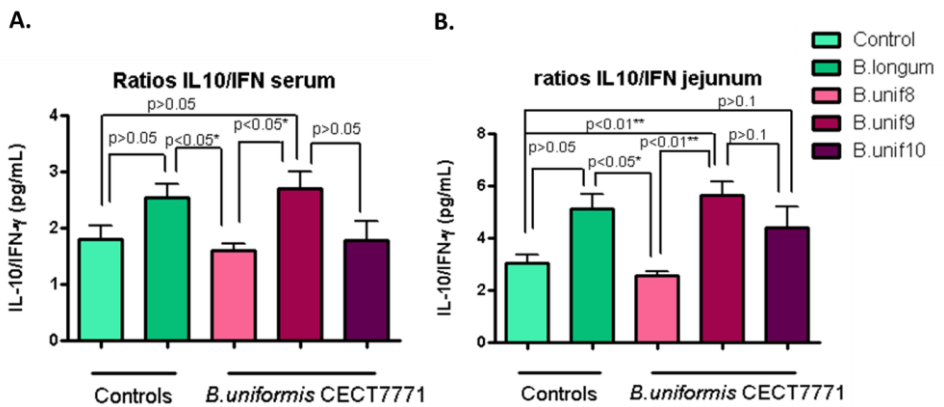 A.
Ratios IL10/IFN serum
p>0.05
p>0.05
p<0.05*
p<0.05*
p>0.05
IL-10/IFN-γ (pg/mL)
4
3
2
1
0
Controls
B.uniformis CECT7771
B.
ratios IL10/IFN jejunum
p>0.1
p<0.01**
p>0.05
p<0.05*
p<0.01**
p>0.1
IL-10/IFN-γ (pg/mL)
8
6
4
2
0
Controls
B.uniformis CECT7771
Control
B.longum
B.unif8
B.unif9
B.unif10